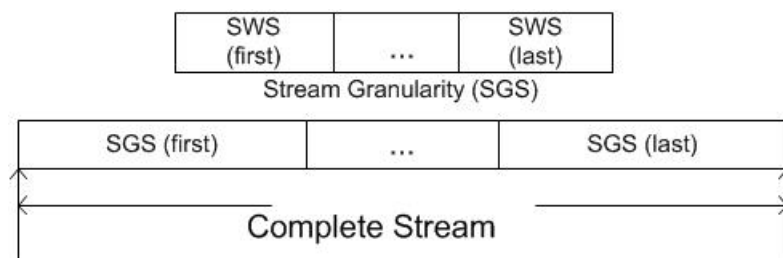 SWS (first) ... SWS (last)
Stream Granularity (SGS)
SGS (first) ... SGS (last)
Complete Stream